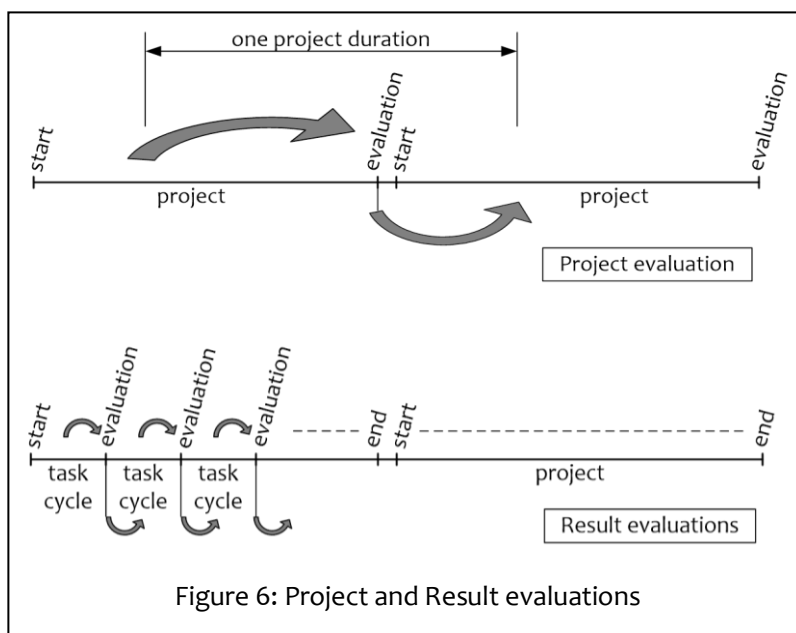 one project duration
start
evaluation
start
evaluation
project
project
Project evaluation
start
evaluation
evaluation
evaluation
end
start
end
task
cycle
task
cycle
task
cycle
project
Result evaluations
Figure 6: Project and Result evaluations